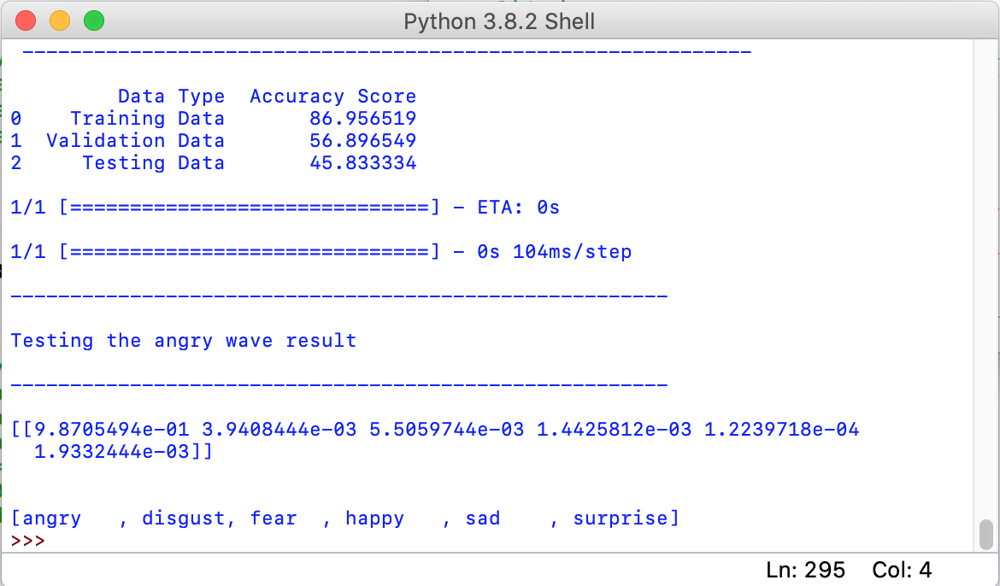 Python 3.8.2 Shell
-------------------------------------------------------------
Data Type  Accuracy Score
0    Training Data       86.956519
1  Validation Data       56.896549
2     Testing Data       45.833334
1/1 [==============================] - ETA: 0s
1/1 [==============================] - 0s 104ms/step
-------------------------------------------------------
Testing the angry wave result
-------------------------------------------------------
[[9.8705494e-01 3.9408444e-03 5.5059744e-03 1.4425812e-03 1.2239718e-04
  1.9332444e-03]]
[angry   , disgust, fear  , happy   , sad    , surprise]
>>>
Ln: 295  Col: 4